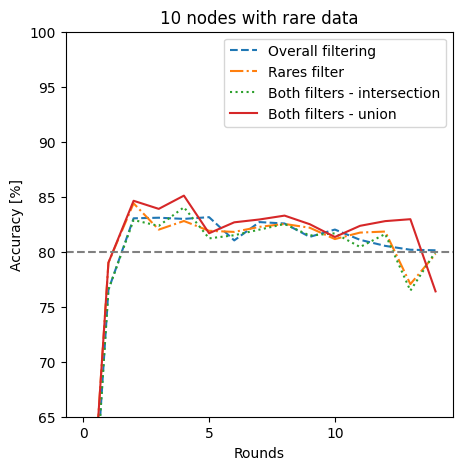 10 nodes with rare data
Overall filtering
Rares filter
Both filters - intersection
Both filters - union
Accuracy [%]
100
95
90
85
80
75
70
65
0
5
10
Rounds